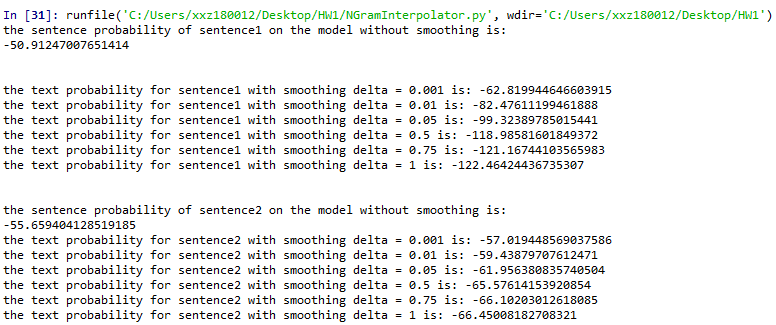 In [31]: runfile('C:/Users/xxz180012/Desktop/HW1/NGramInterpolator.py', wdir='C:/Users/xxz180012/Desktop/HW1')
the sentence probability of sentence1 on the model without smoothing is:
-50.91247007651414
the text probability for sentence1 with smoothing delta = 0.001 is: -62.819944646603915
the text probability for sentence1 with smoothing delta = 0.01 is: -82.47611199461888
the text probability for sentence1 with smoothing delta = 0.05 is: -99.32389785015441
the text probability for sentence1 with smoothing delta = 0.5 is: -118.98581601849372
the text probability for sentence1 with smoothing delta = 0.75 is: -121.16744103565983
the text probability for sentence1 with smoothing delta = 1 is: -122.46424436735307
the sentence probability of sentence2 on the model without smoothing is:
-55.659404128519185
the text probability for sentence2 with smoothing delta = 0.001 is: -57.019448569037586
the text probability for sentence2 with smoothing delta = 0.01 is: -59.43879707612471
the text probability for sentence2 with smoothing delta = 0.05 is: -61.956380835740504
the text probability for sentence2 with smoothing delta = 0.5 is: -65.57614153920854
the text probability for sentence2 with smoothing delta = 0.75 is: -66.10203012618085
the text probability for sentence2 with smoothing delta = 1 is: -66.45008182708321